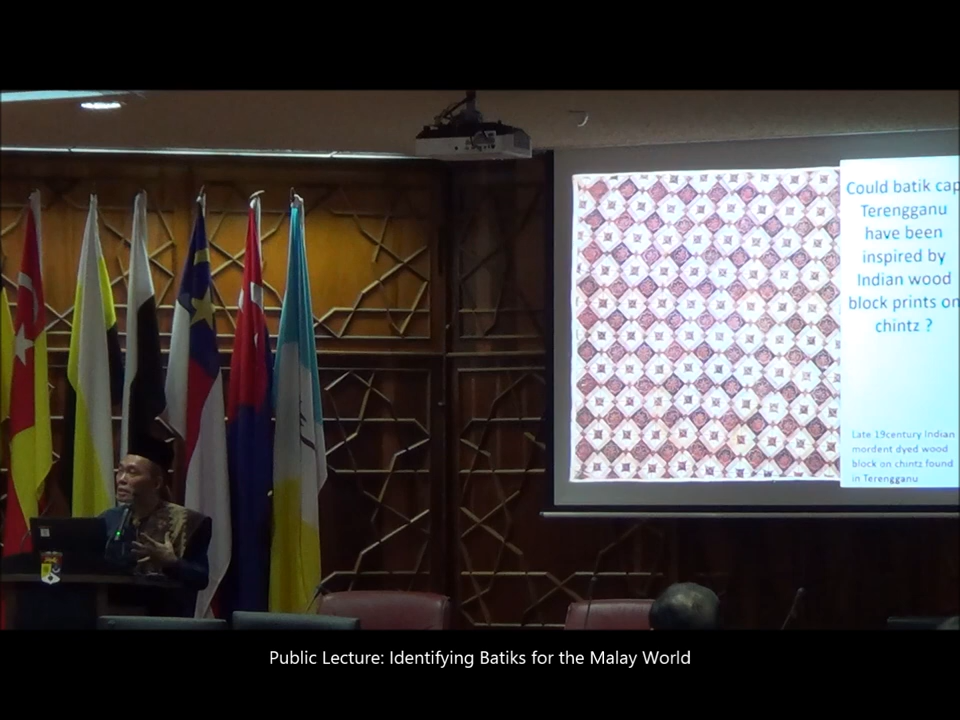 Could batik cap
Terengganu
have been
inspired by
Indian wood
block prints on
chintz ?
Late 19century Indian
mordent dyed wood
block on chintz found
in Terengganu
Public Lecture: Identifying Batiks for the Malay World